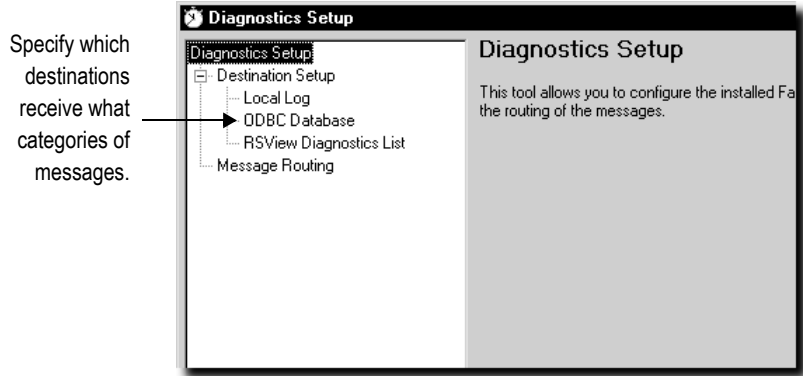 Specify which
destinations
receive what
categories of
messages.
Diagnostics Setup
Diagnostics Setup
Destination Setup
Local Log
ODBC Database
RSView Diagnostics List
Message Routing
Diagnostics Setup
This tool allows you to configure the installed
the routing of the messages.